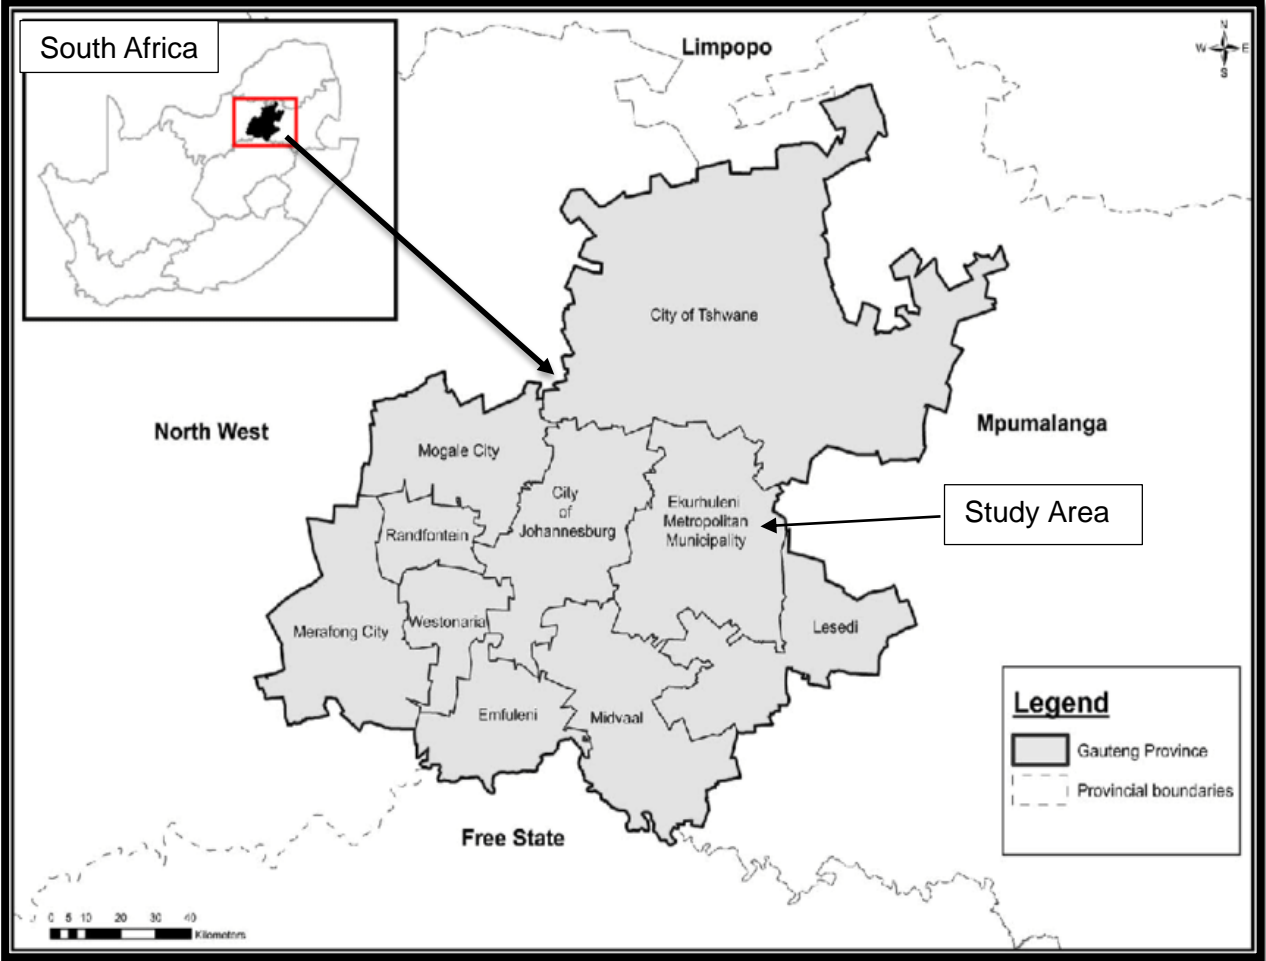 South Africa
Limpopo
N
W E
S
City of Tshwane
North West
Mpumalanga
Mogale City
City
of
Johannesburg
Ekurhuleni
Metropolitan
Municipality
Study Area
Randfontein
Westonaria
Merafong City
Lesedi
Emfuleni
Midvaal
Legend
Gauteng Province
Provincial boundaries
Free State
0 5 10 20 30 40
Kilometers